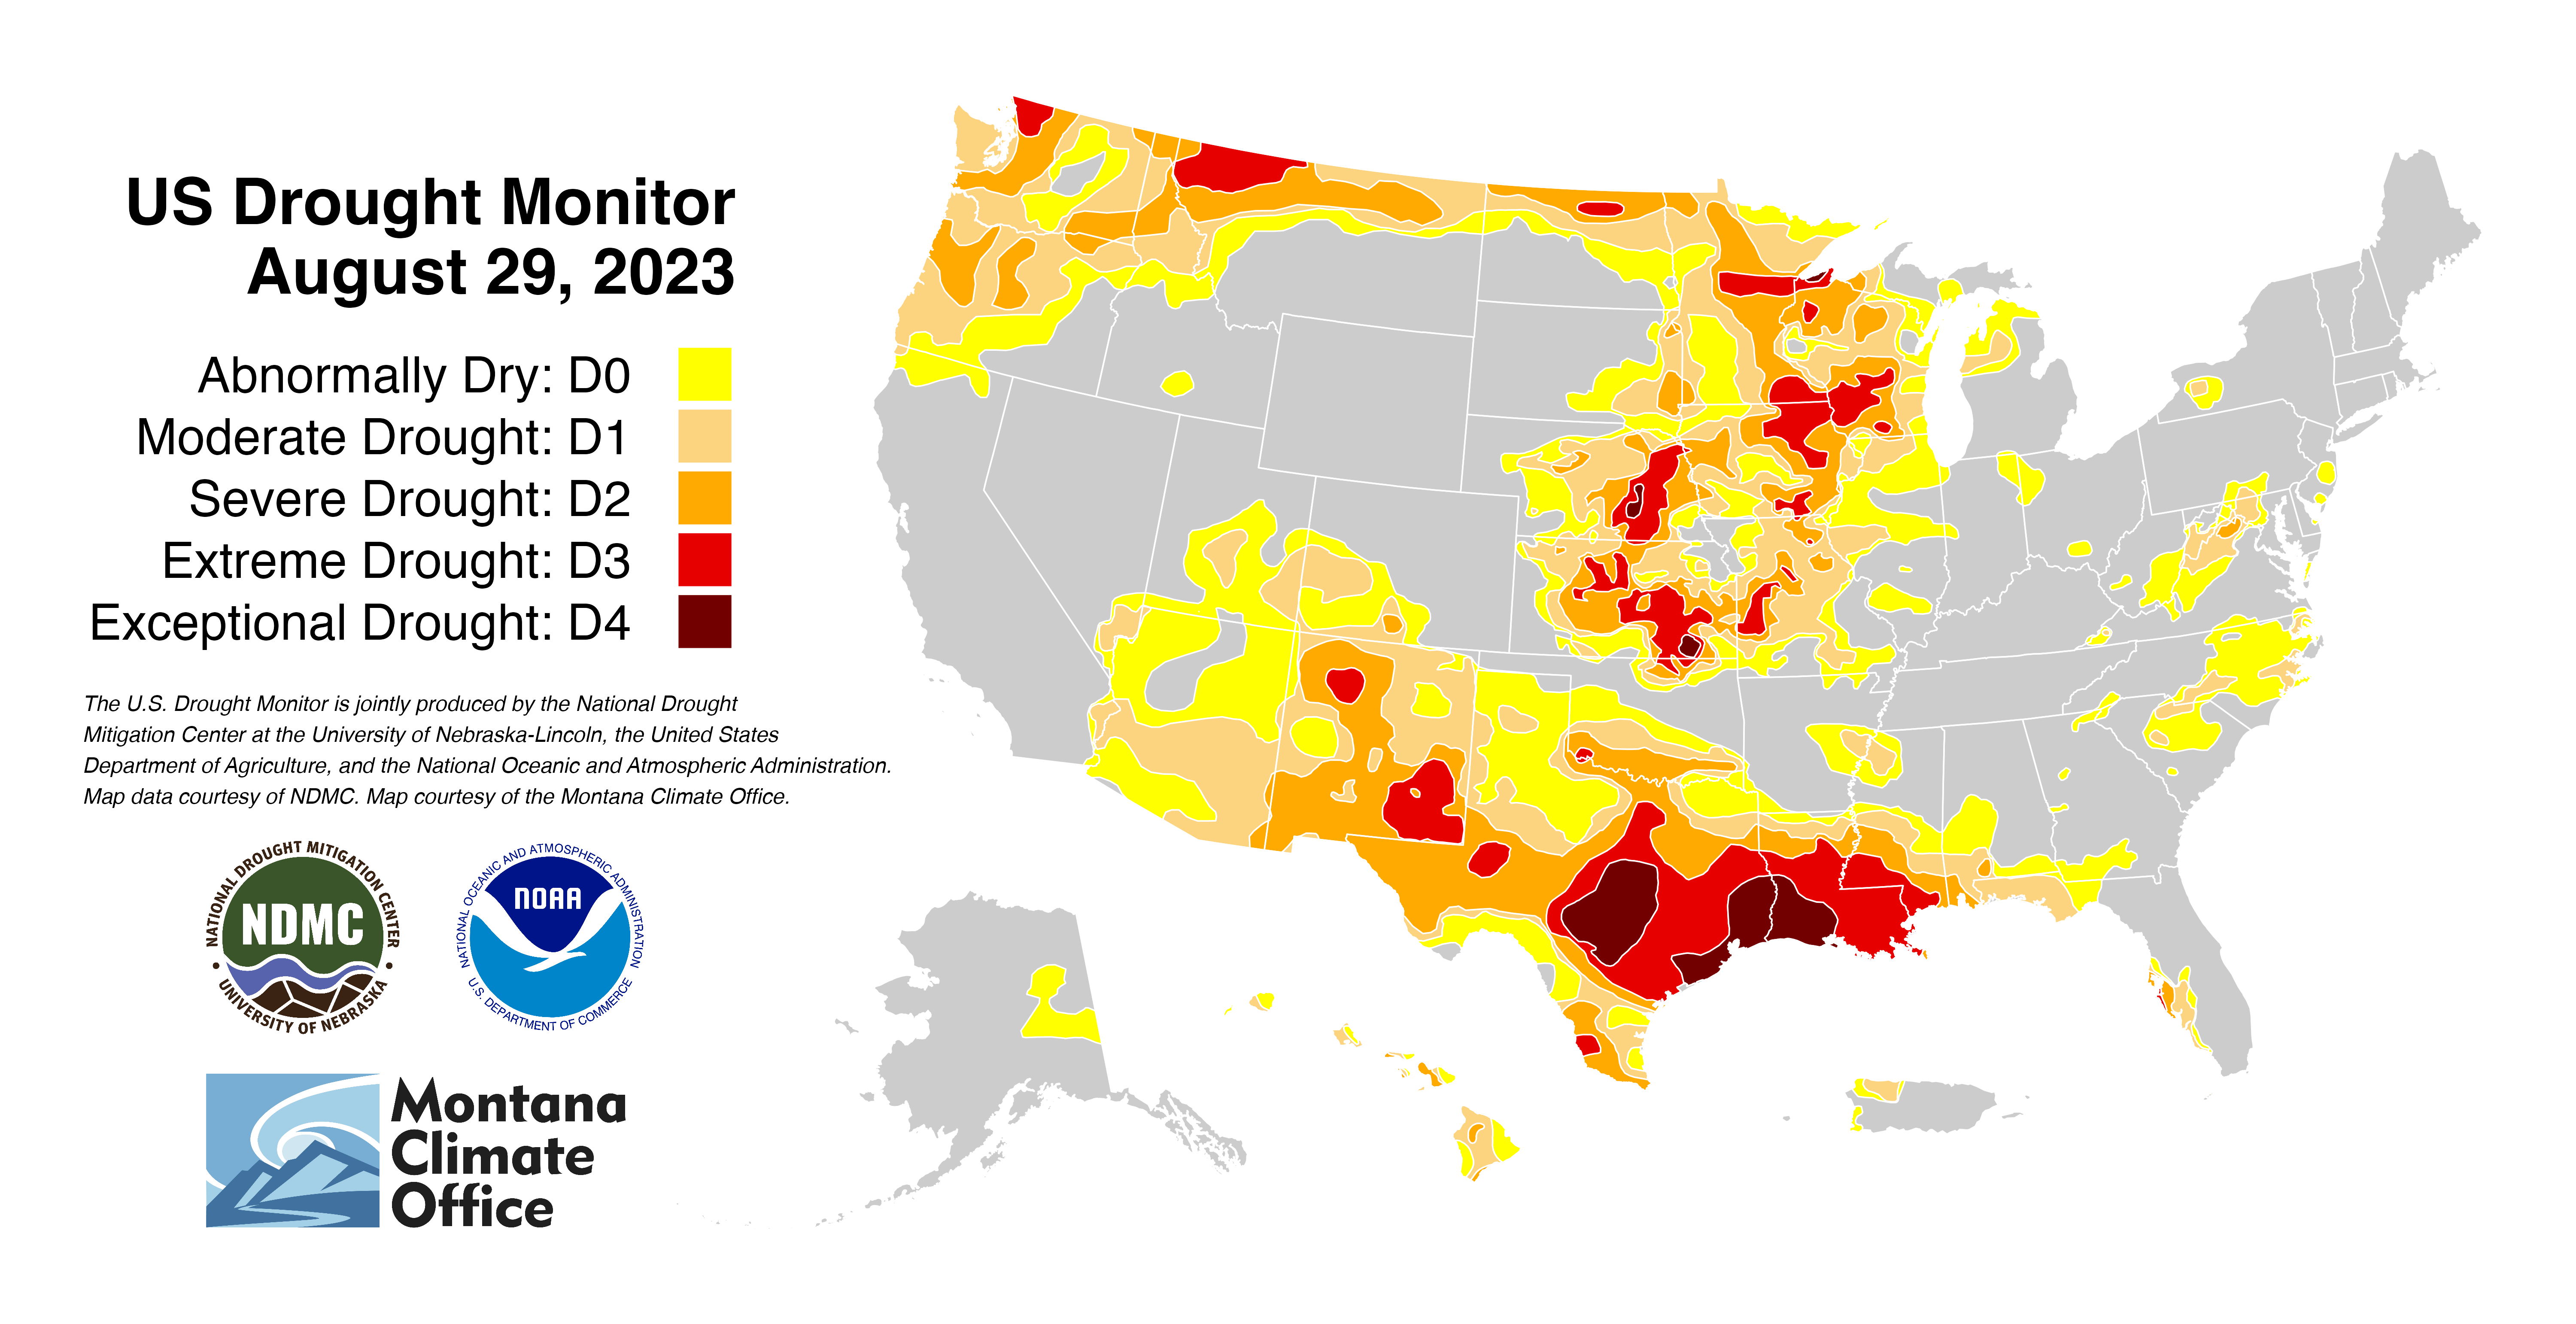 US Drought Monitor
August 29, 2023
Abnormally Dry: D0
Moderate Drought: D1
Severe Drought: D2
Extreme Drought: D3
Exceptional Drought: D4
The U.S. Drought Monitor is jointly produced by the National Drought
Mitigation Center at the University of Nebraska-Lincoln, the United States
Department of Agriculture, and the National Oceanic and Atmospheric Administration.
Map data courtesy of NDMC. Map courtesy of the Montana Climate Office.
NATIONAL DROUGHT MITIGATION CENTER
NDMC
UNIVERSITY OF NEBRASKA
NATIONAL OCEANIC AND ATMOSPHERIC ADMINISTRATION
NOAA
U.S. DEPARTMENT OF COMMERCE
Montana
Climate
Office